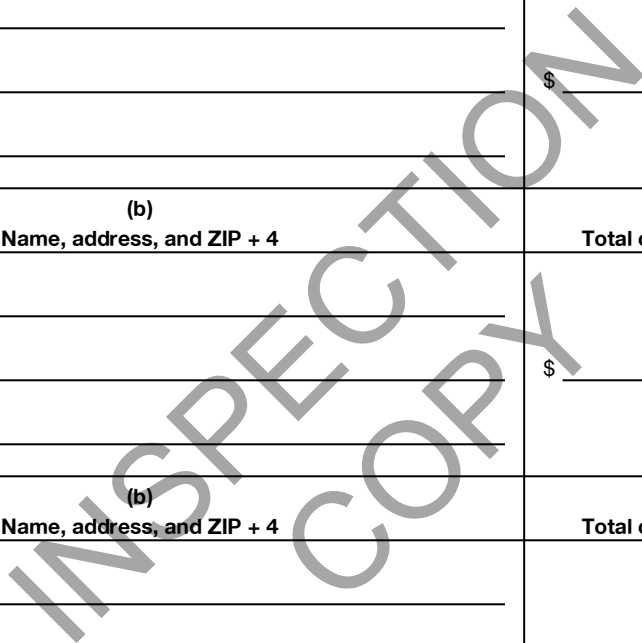 $
(b)
Name, address, and ZIP + 4
Total
$
(b)
Name, address, and ZIP + 4
Total
INSPECTION
COPY